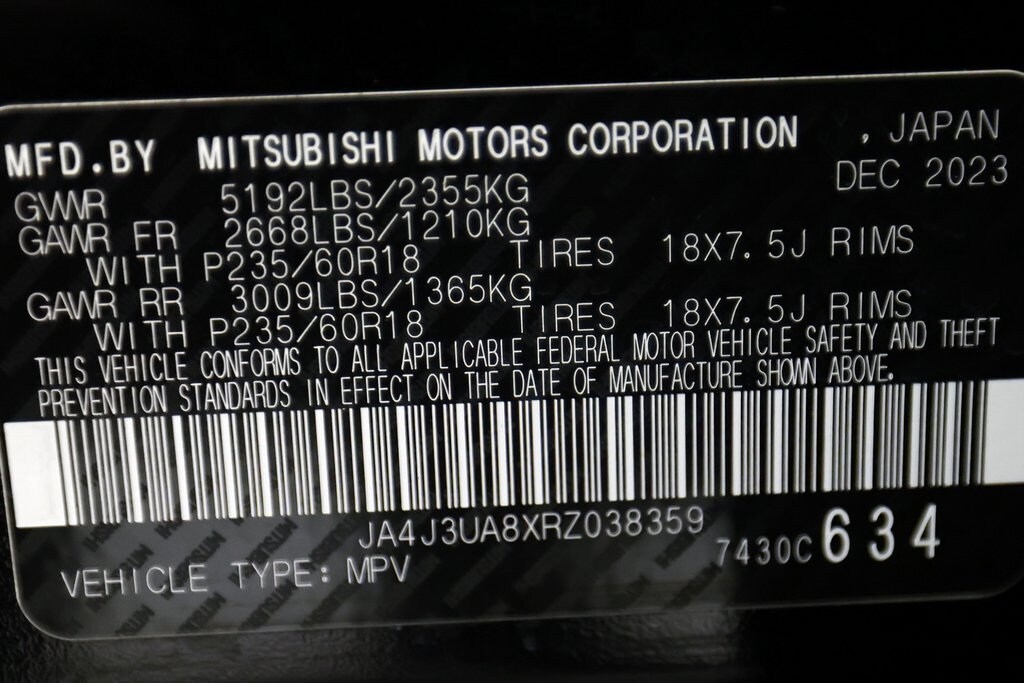 MFD.BY MITSUBISHI MOTORS CORPORATION , JAPAN
GVWR 5192LBS/2355KG DEC 2023
GAWR FR 2668LBS/1210KG
WITH P235/60R18 TIRES 18X7.5J RIMS
GAWR RR 3009LBS/1365KG
WITH P235/60R18 TIRES 18X7.5J RIMS
THIS VEHICLE CONFORMS TO ALL APPLICABLE FEDERAL MOTOR VEHICLE SAFETY AND THEFT
PREVENTION STANDARDS IN EFFECT ON THE DATE OF MANUFACTURE SHOWN ABOVE.
JA4J3UA8XRZ038359 7430C 634
VEHICLE TYPE: MPV